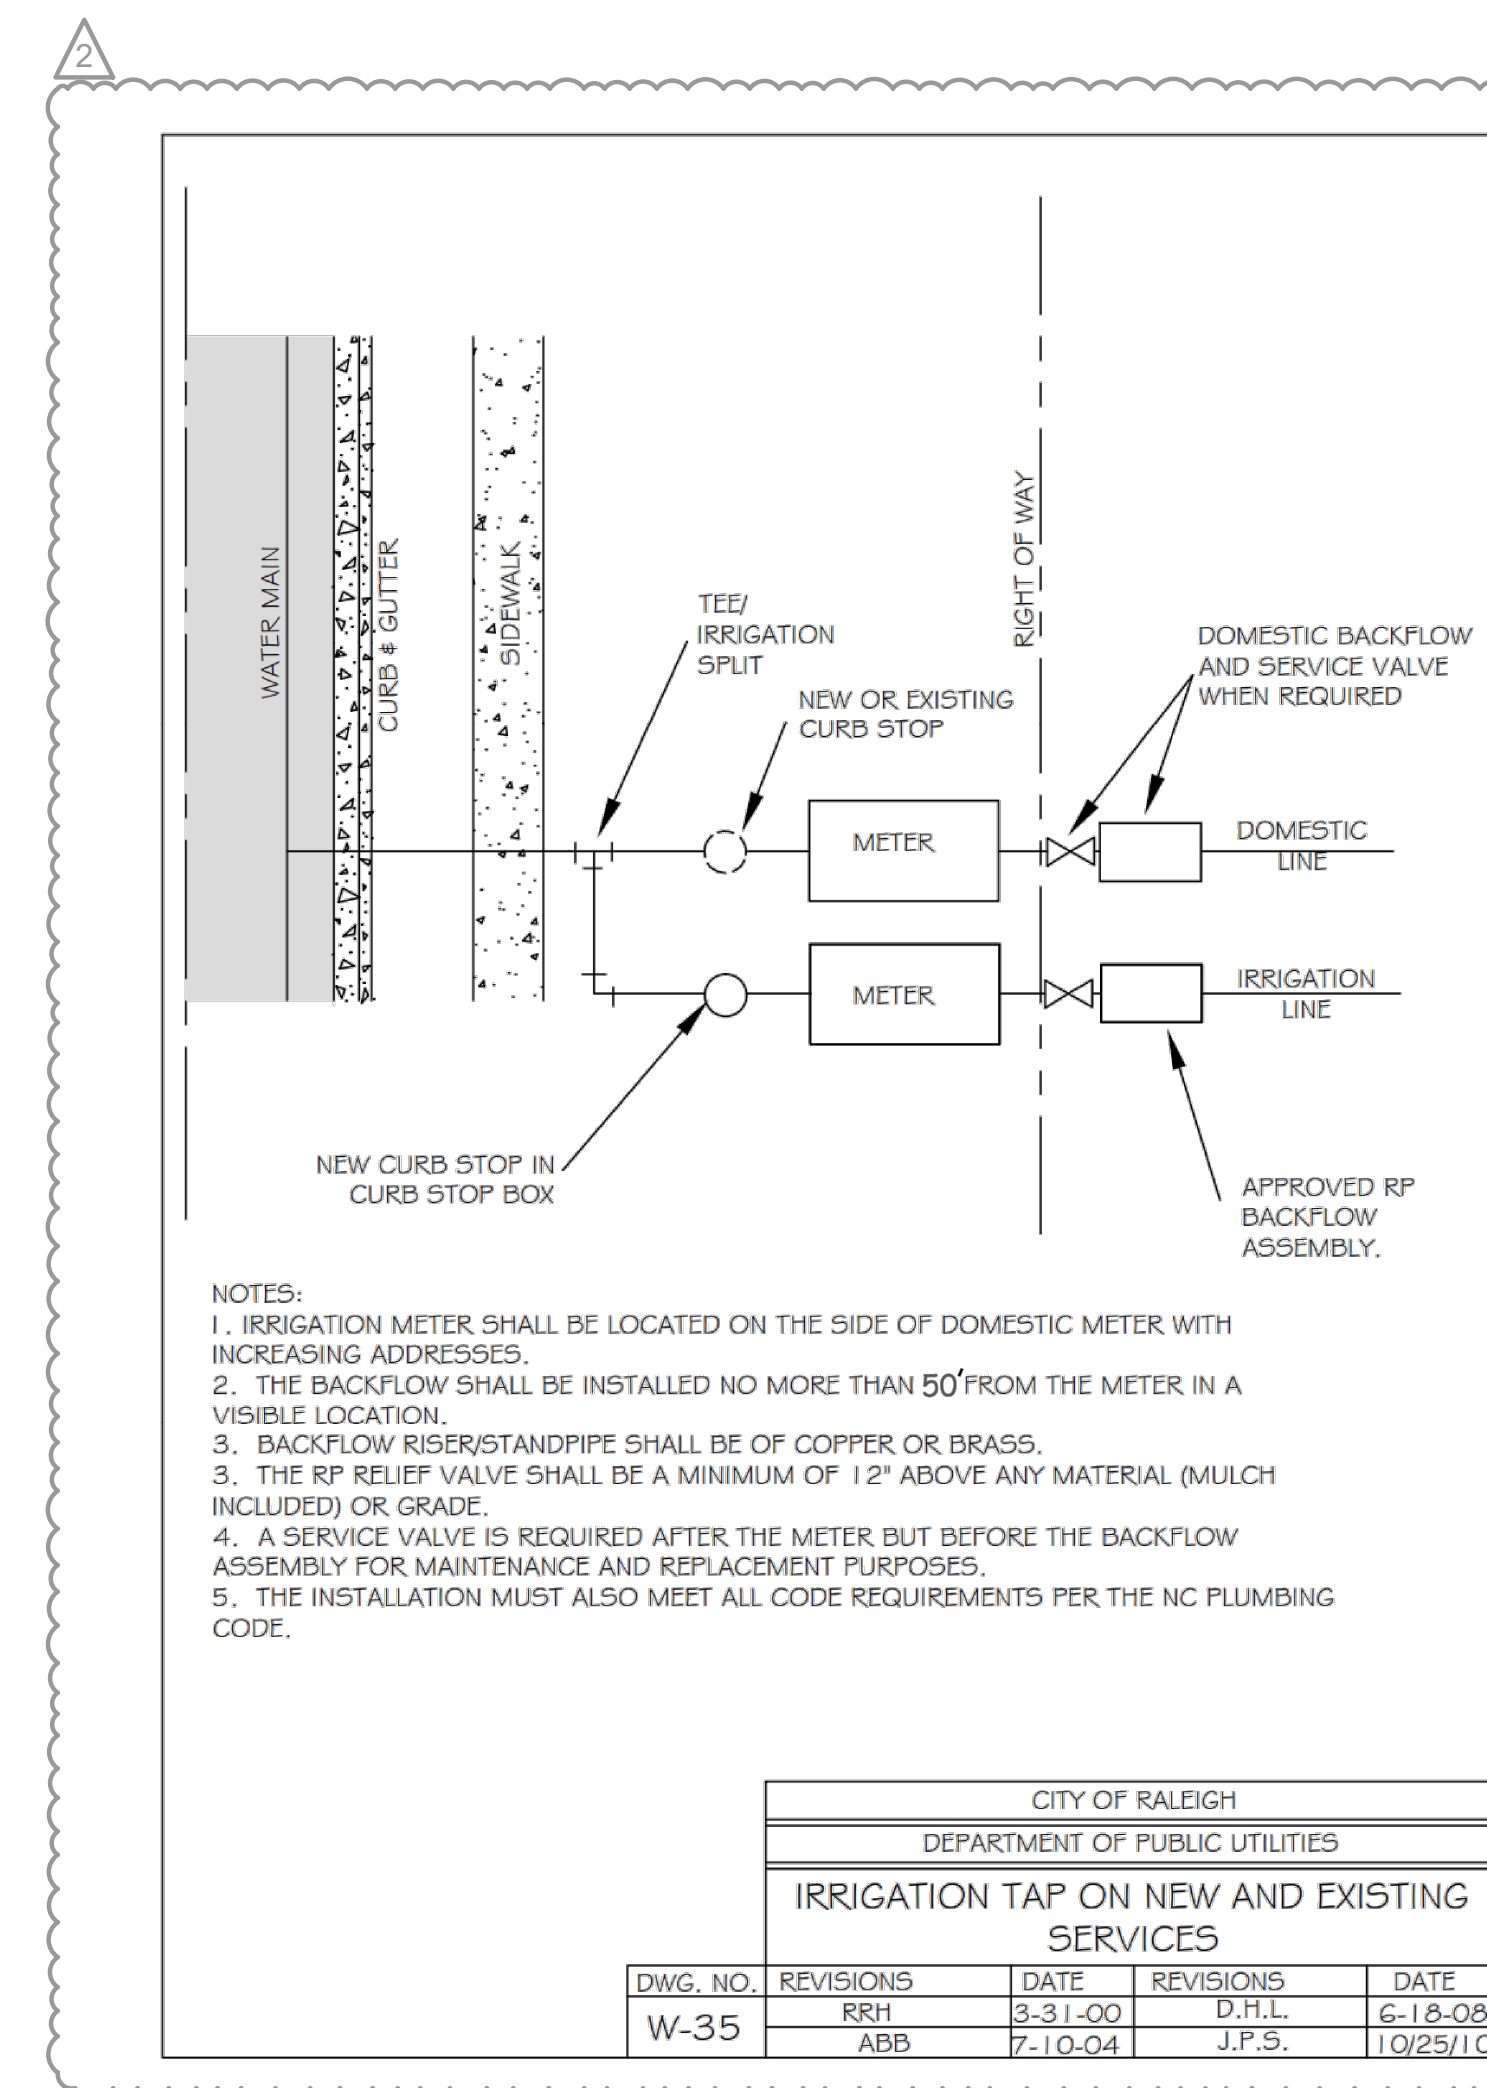 2
WATER MAIN
CURB & GUTTER
SIDEWALK
RIGHT OF WAY
TEE/
IRRIGATION
SPLIT
NEW OR EXISTING
CURB STOP
DOMESTIC BACKFLOW
AND SERVICE VALVE
WHEN REQUIRED
METER
DOMESTIC
LINE
METER
IRRIGATION
LINE
NEW CURB STOP IN
CURB STOP BOX
APPROVED RP
BACKFLOW
ASSEMBLY.
NOTES:
1. IRRIGATION METER SHALL BE LOCATED ON THE SIDE OF DOMESTIC METER WITH
INCREASING ADDRESSES.
2. THE BACKFLOW SHALL BE INSTALLED NO MORE THAN 50' FROM THE METER IN A
VISIBLE LOCATION.
3. BACKFLOW RISER/STANDPIPE SHALL BE OF COPPER OR BRASS.
3. THE RP RELIEF VALVE SHALL BE A MINIMUM OF 12" ABOVE ANY MATERIAL (MULCH
INCLUDED) OR GRADE.
4. A SERVICE VALVE IS REQUIRED AFTER THE METER BUT BEFORE THE BACKFLOW
ASSEMBLY FOR MAINTENANCE AND REPLACEMENT PURPOSES.
5. THE INSTALLATION MUST ALSO MEET ALL CODE REQUIREMENTS PER THE NC PLUMBING
CODE.
CITY OF RALEIGH
DEPARTMENT OF PUBLIC UTILITIES
IRRIGATION TAP ON NEW AND EXISTING
SERVICES
DWG. NO. REVISIONS DATE REVISIONS DATE
W-35
RRH 3-31-00 D.H.L. 6-18-08
ABB 7-10-04 J.P.S. 10/25/10